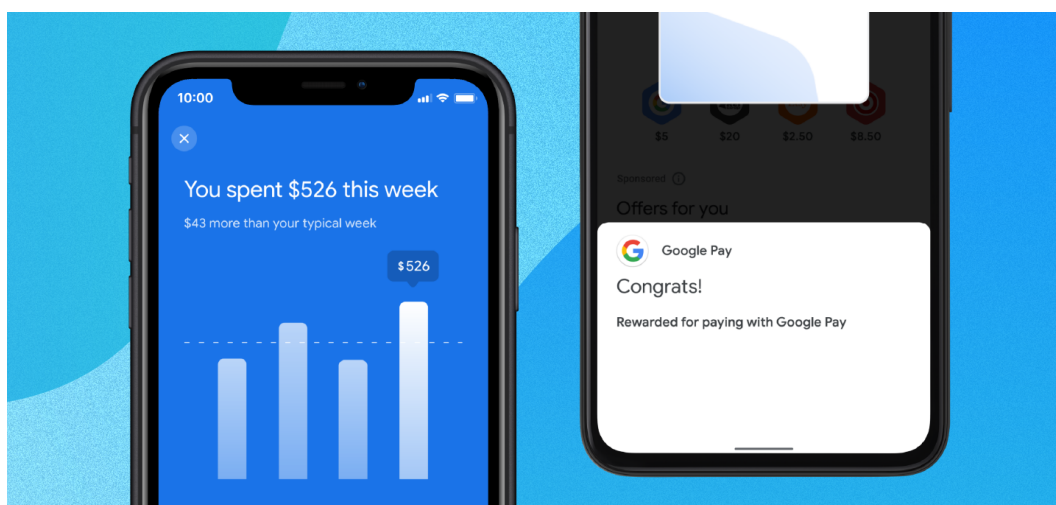 10:00
You spent $526 this week
$43 more than your typical week
$526
$5 $20 $2.50 $8.50
Sponsored
Offers for you
Google Pay
Congrats!
Rewarded for paying with Google Pay